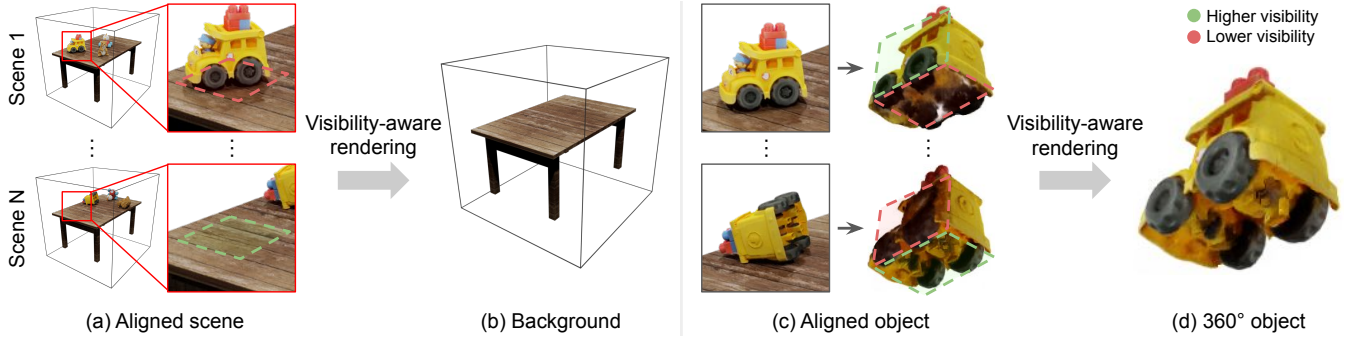 Scene 1
Scene N
Visibility-aware
rendering
(a) Aligned scene
(b) Background
Visibility-aware
rendering
Higher visibility
Lower visibility
(c) Aligned object
(d) 360° object